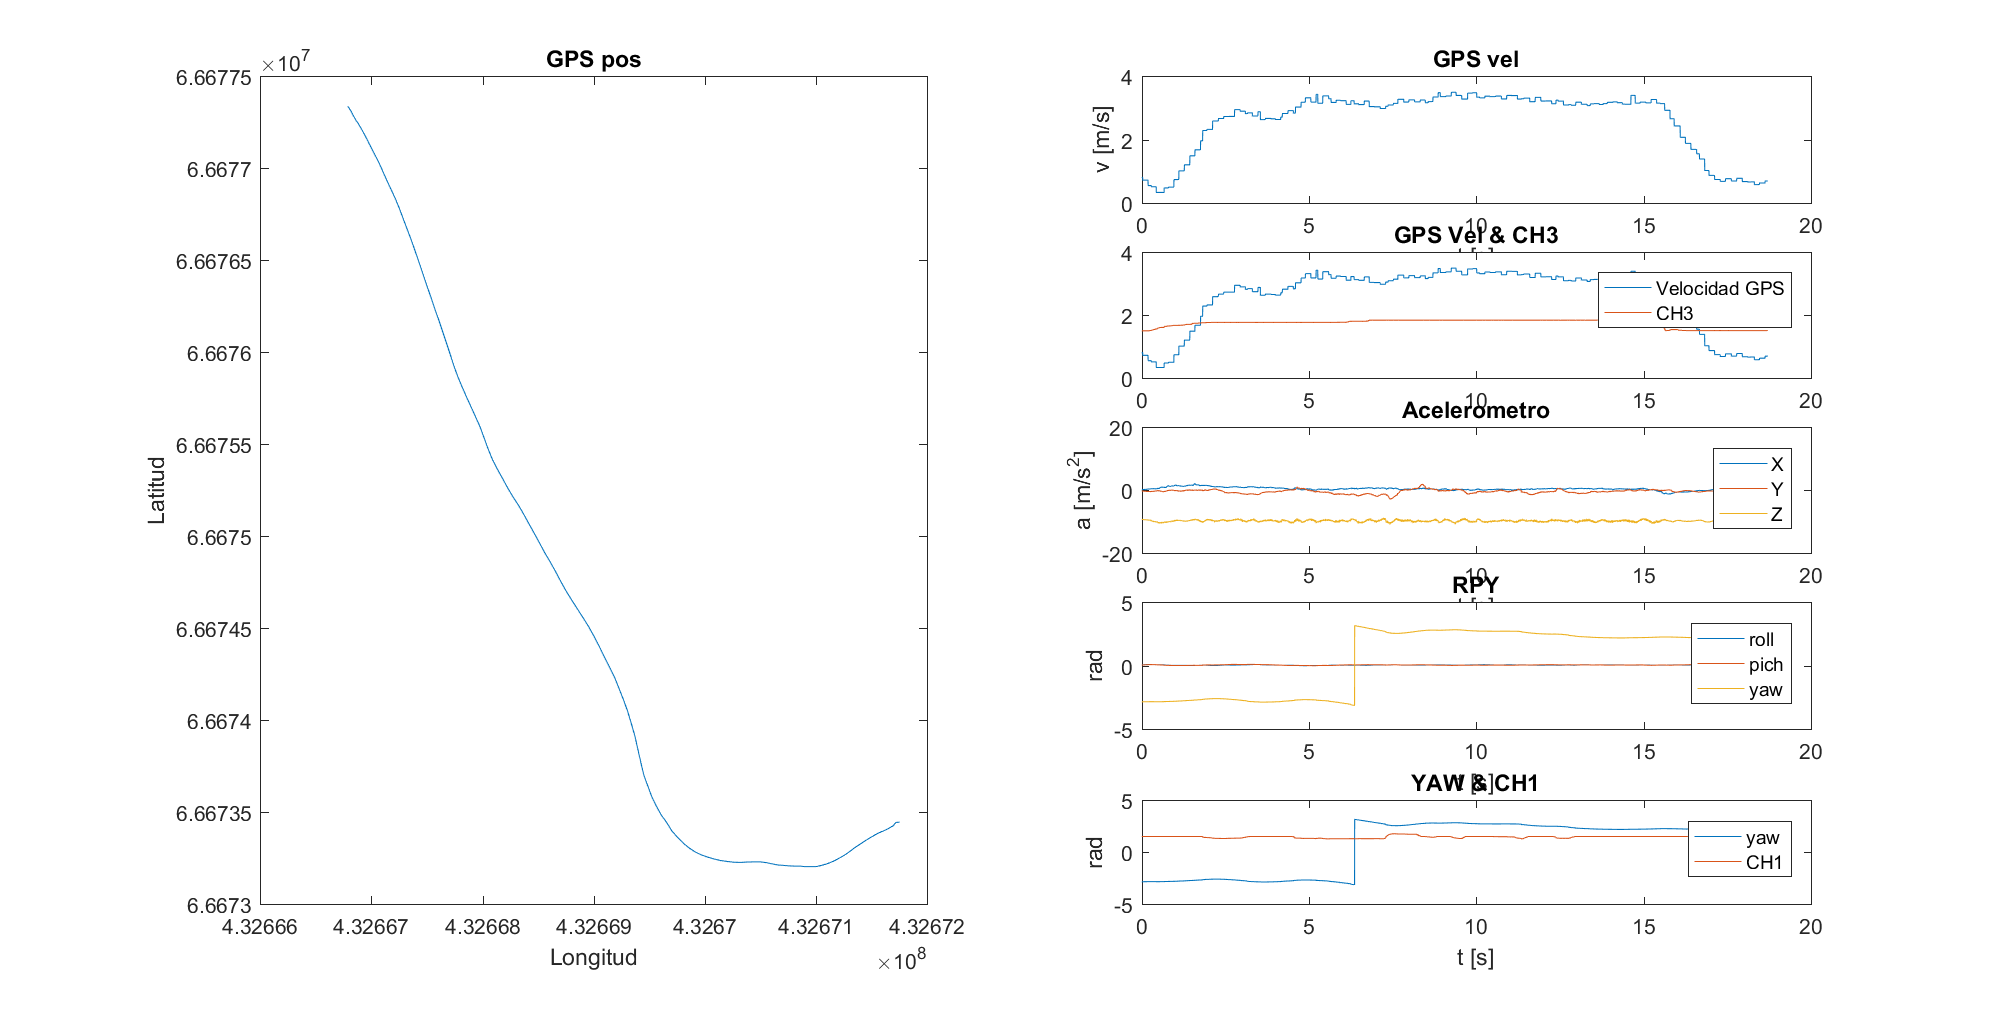 GPS pos
×10^7
6.66775
6.6677
6.66765
6.6676
6.66755
6.6675
6.66745
6.6674
6.66735
6.6673
Latitud
4.32666 4.32667 4.32668 4.32669 4.3267 4.32671 4.32672
Longitud
×10^8
GPS vel
4
2
0
v [m/s]
0 5 10 15 20
GPS Vel & CH3
4
2
0
Velocidad GPS
CH3
0 5 10 15 20
Acelerometro
20
0
-20
a [m/s^2]
X
Y
Z
0 5 10 15 20
RPY
5
0
-5
rad
roll
pich
yaw
0 5 10 15 20
t [s]
YAW & CH1
5
0
-5
rad
yaw
CH1
0 5 10 15 20
t [s]